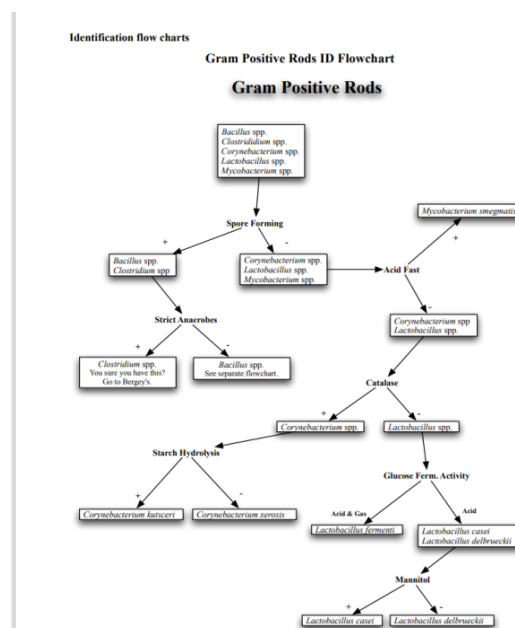 Identification flow charts
Gram Positive Rods ID Flowchart
Gram Positive Rods
Bacillus spp.
Clostrididium spp.
Corynebacterium spp.
Lactobacillus spp.
Mycobacterium spp.
Mycobacterium smegmatis
Spore Forming
+
-
+
Bacillus spp.
Clostridium spp
Corynebacterium spp.
Lactobacillus spp.
Mycobacterium spp.
Acid Fast
-
Strict Anaerobes
Corynebacterium spp
Lactobacillus spp.
+
-
Clostridium spp.
You sure you have this?
Go to Bergey's.
Bacillus spp.
See separate flowchart.
Catalase
+
-
Corynebacterium spp.
Lactobacillus spp.
Starch Hydrolysis
Glucose Ferm. Activity
+
-
Corynebacterium kutsceri
Corynebacterium xerosis
Acid & Gas
Acid
Lactobacillus fermenti
Lactobacillus casei
Lactobacillus delbrueckii
Mannitol
+
-
Lactobacillus casei
Lactobacillus delbrueckii